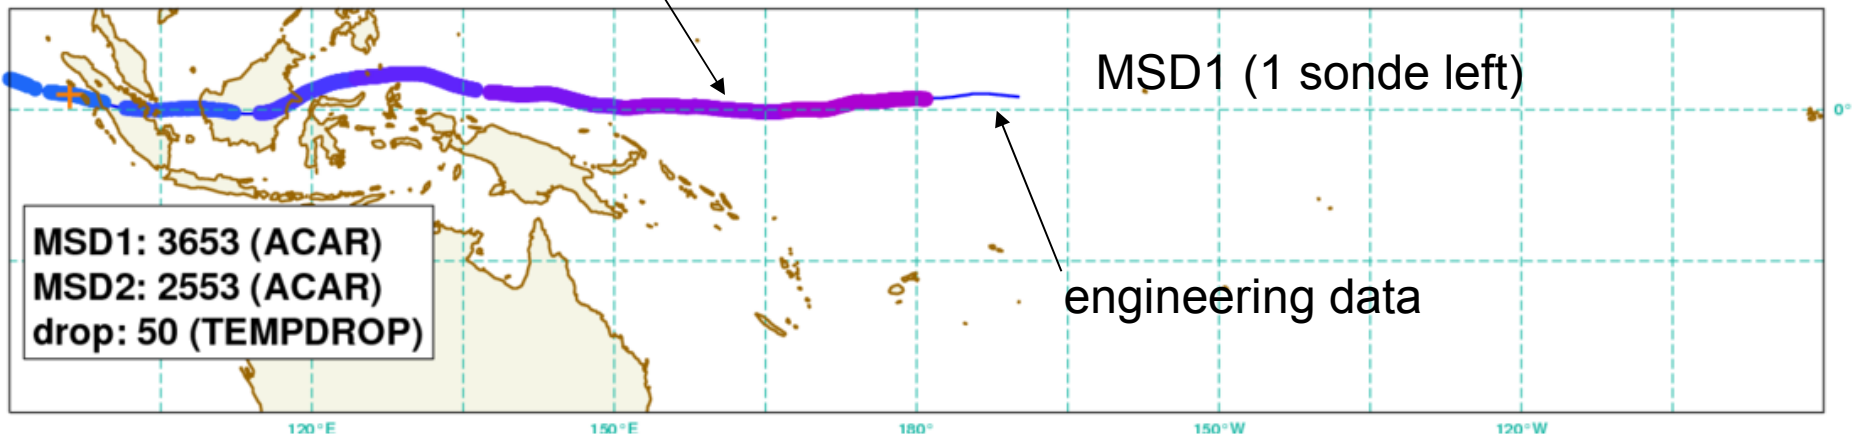 MSD1 (1 sonde left)
0°
MSD1: 3653 (ACAR)
MSD2: 2553 (ACAR)
drop: 50 (TEMPDROP)
engineering data
120°E 150°E 180° 150°W 120°W